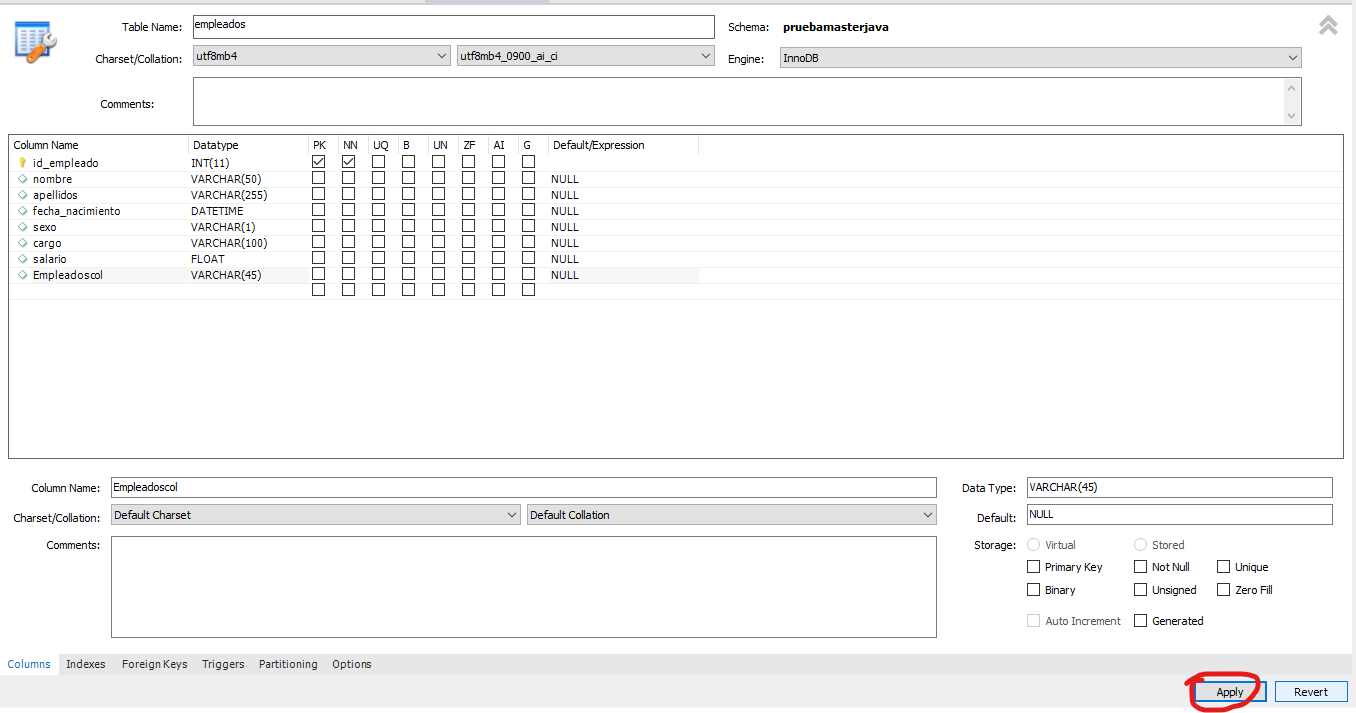 Table Name: empleados Schema: pruebamasterjava
Charset/Collation: utf8mb4 utf8mb4_0900_ai_ci Engine: InnoDB
Comments:
Column Name Datatype PK NN UQ B UN ZF AI G Default/Expression
id_empleado INT(11)
nombre VARCHAR(50) NULL
apellidos VARCHAR(255) NULL
fecha_nacimiento DATETIME NULL
sexo VARCHAR(1) NULL
cargo VARCHAR(100) NULL
salario FLOAT NULL
Empleadoscol VARCHAR(45) NULL
Column Name: Empleadoscol Data Type: VARCHAR(45)
Charset/Collation: Default Charset Default Collation Default: NULL
Comments: Storage: Virtual Stored
Primary Key Not Null Unique
Binary Unsigned Zero Fill
Auto Increment Generated
Columns Indexes Foreign Keys Triggers Partitioning Options
Apply Revert